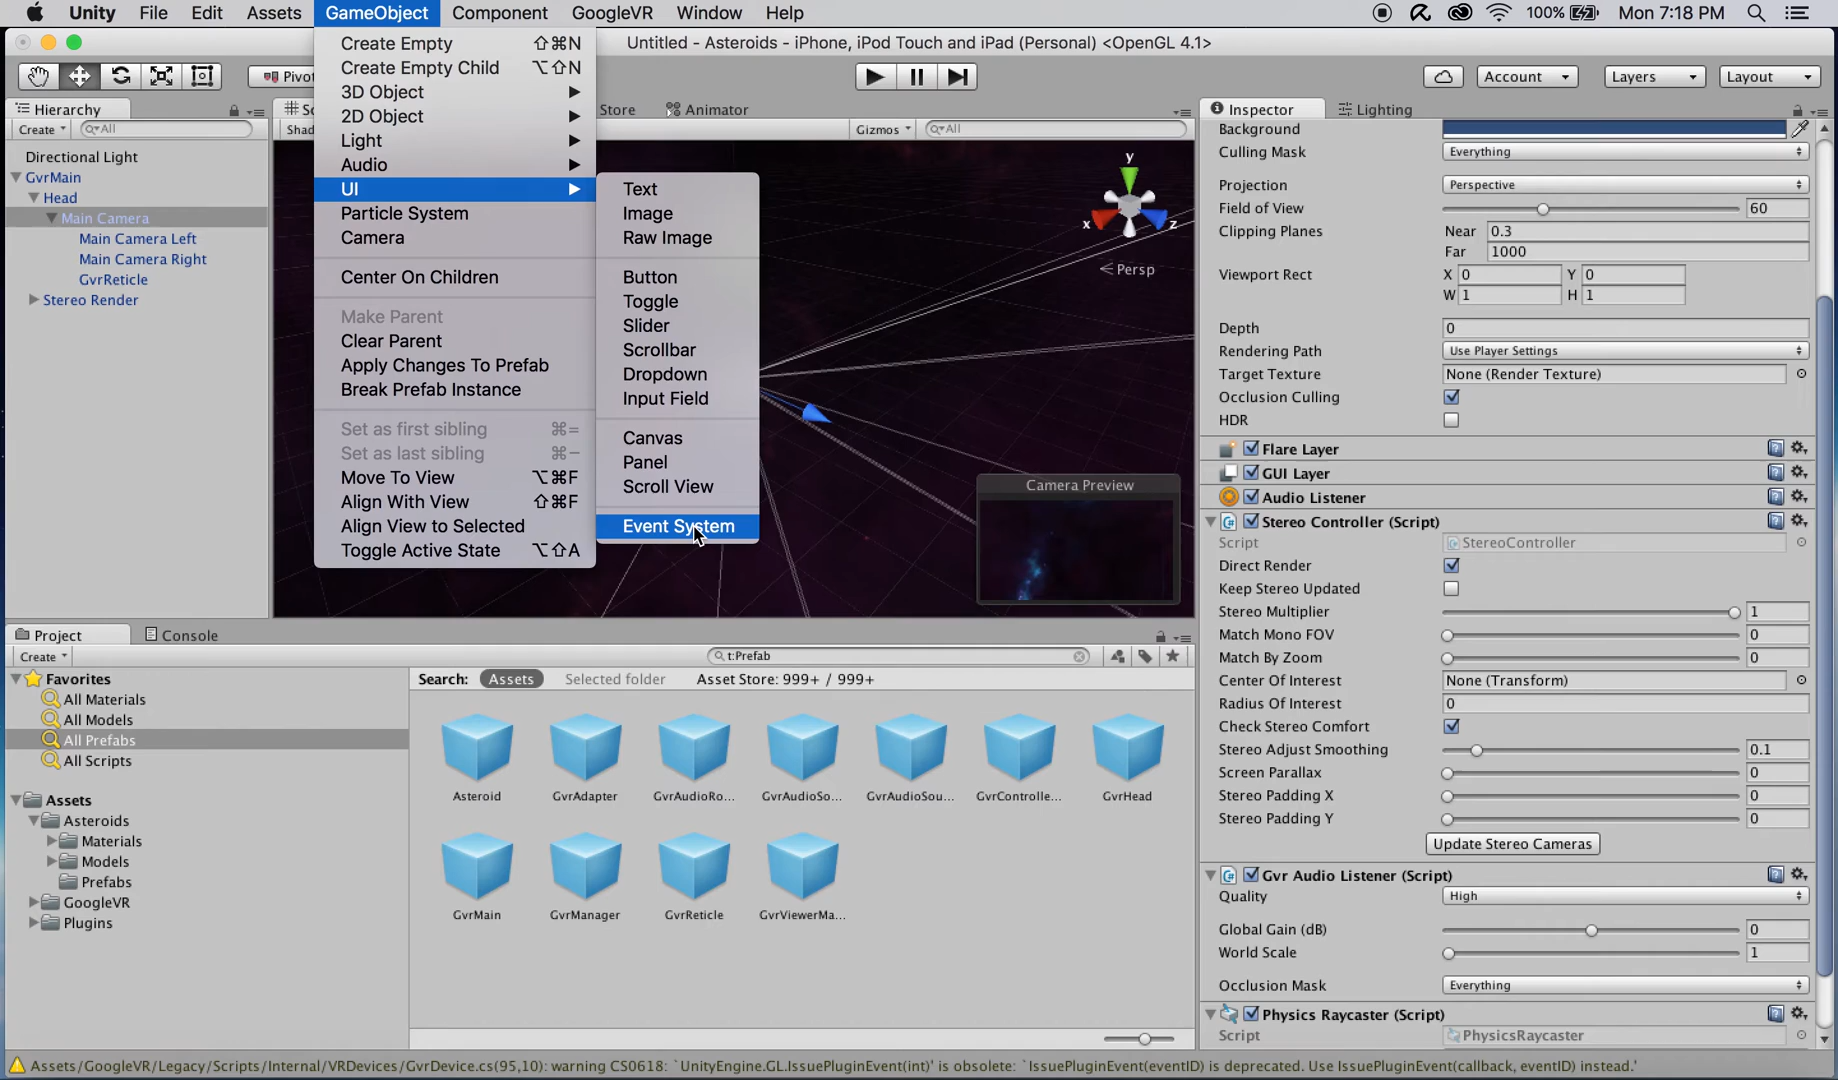 Unity File Edit Assets GameObject Component GoogleVR Window Help 100% Mon 7:18 PM
Untitled - Asteroids - iPhone, iPod Touch and iPad (Personal) <OpenGL 4.1>
Pivot Account Layers Layout
Create Empty ⇧⌘N
Create Empty Child ⌥⇧N
3D Object
2D Object
Light
Audio
UI
Particle System
Camera
Center On Children
Make Parent
Clear Parent
Apply Changes To Prefab
Break Prefab Instance
Set as first sibling ⌘=
Set as last sibling ⌘-
Move To View ⌥⌘F
Align With View ⇧⌘F
Align View to Selected
Toggle Active State ⌥⇧A
Text
Image
Raw Image
Button
Toggle
Slider
Scrollbar
Dropdown
Input Field
Canvas
Panel
Scroll View
Event System
Hierarchy
Create All
Directional Light
GvrMain
Head
Main Camera
Main Camera Left
Main Camera Right
GvrReticle
Stereo Render
Store Animator
Shad Gizmos All
y
x z
Persp
Camera Preview
Inspector Lighting
Background
Culling Mask Everything
Projection Perspective
Field of View 60
Clipping Planes Near 0.3
Far 1000
Viewport Rect X 0 Y 0
W 1 H 1
Depth 0
Rendering Path Use Player Settings
Target Texture None (Render Texture)
Occlusion Culling
HDR
Flare Layer
GUI Layer
Audio Listener
Stereo Controller (Script)
Script StereoController
Direct Render
Keep Stereo Updated
Stereo Multiplier 1
Match Mono FOV 0
Match By Zoom 0
Center Of Interest None (Transform)
Radius Of Interest 0
Check Stereo Comfort
Stereo Adjust Smoothing 0.1
Screen Parallax 0
Stereo Padding X 0
Stereo Padding Y 0
Update Stereo Cameras
Gvr Audio Listener (Script)
Quality High
Global Gain (dB) 0
World Scale 1
Occlusion Mask Everything
Physics Raycaster (Script)
Script PhysicsRaycaster
Project Console
Create t:Prefab
Favorites
All Materials
All Models
All Prefabs
All Scripts
Assets
Asteroids
Materials
Models
Prefabs
GoogleVR
Plugins
Search: Assets Selected folder Asset Store: 999+ / 999+
Asteroid GvrAdapter GvrAudioRo... GvrAudioSo... GvrAudioSou... GvrControlle... GvrHead
GvrMain GvrManager GvrReticle GvrViewerMa...
Assets/GoogleVR/Legacy/Scripts/Internal/VRDevices/GvrDevice.cs(95,10): warning CS0618: `UnityEngine.GL.IssuePluginEvent(int)' is obsolete: `IssuePluginEvent(eventID) is deprecated. Use IssuePluginEvent(callback, eventID) instead.'